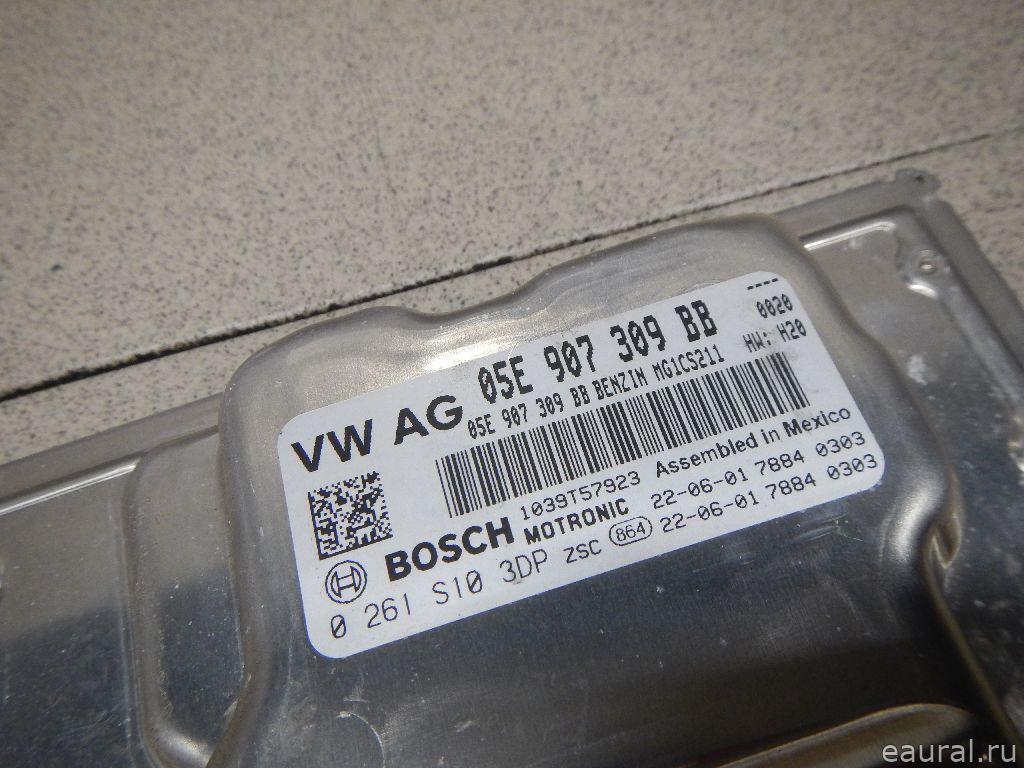 VW AG 05E 907 309 BB ----
05E 907 309 BB BENZIN MG1CS211 0020
HW: H20
1039T57923 Assembled in Mexico
BOSCH MOTRONIC 22-06-01 7884 0303
0 261 S10 3DP ZSC 864 22-06-01 7884 0303
eaural.ru